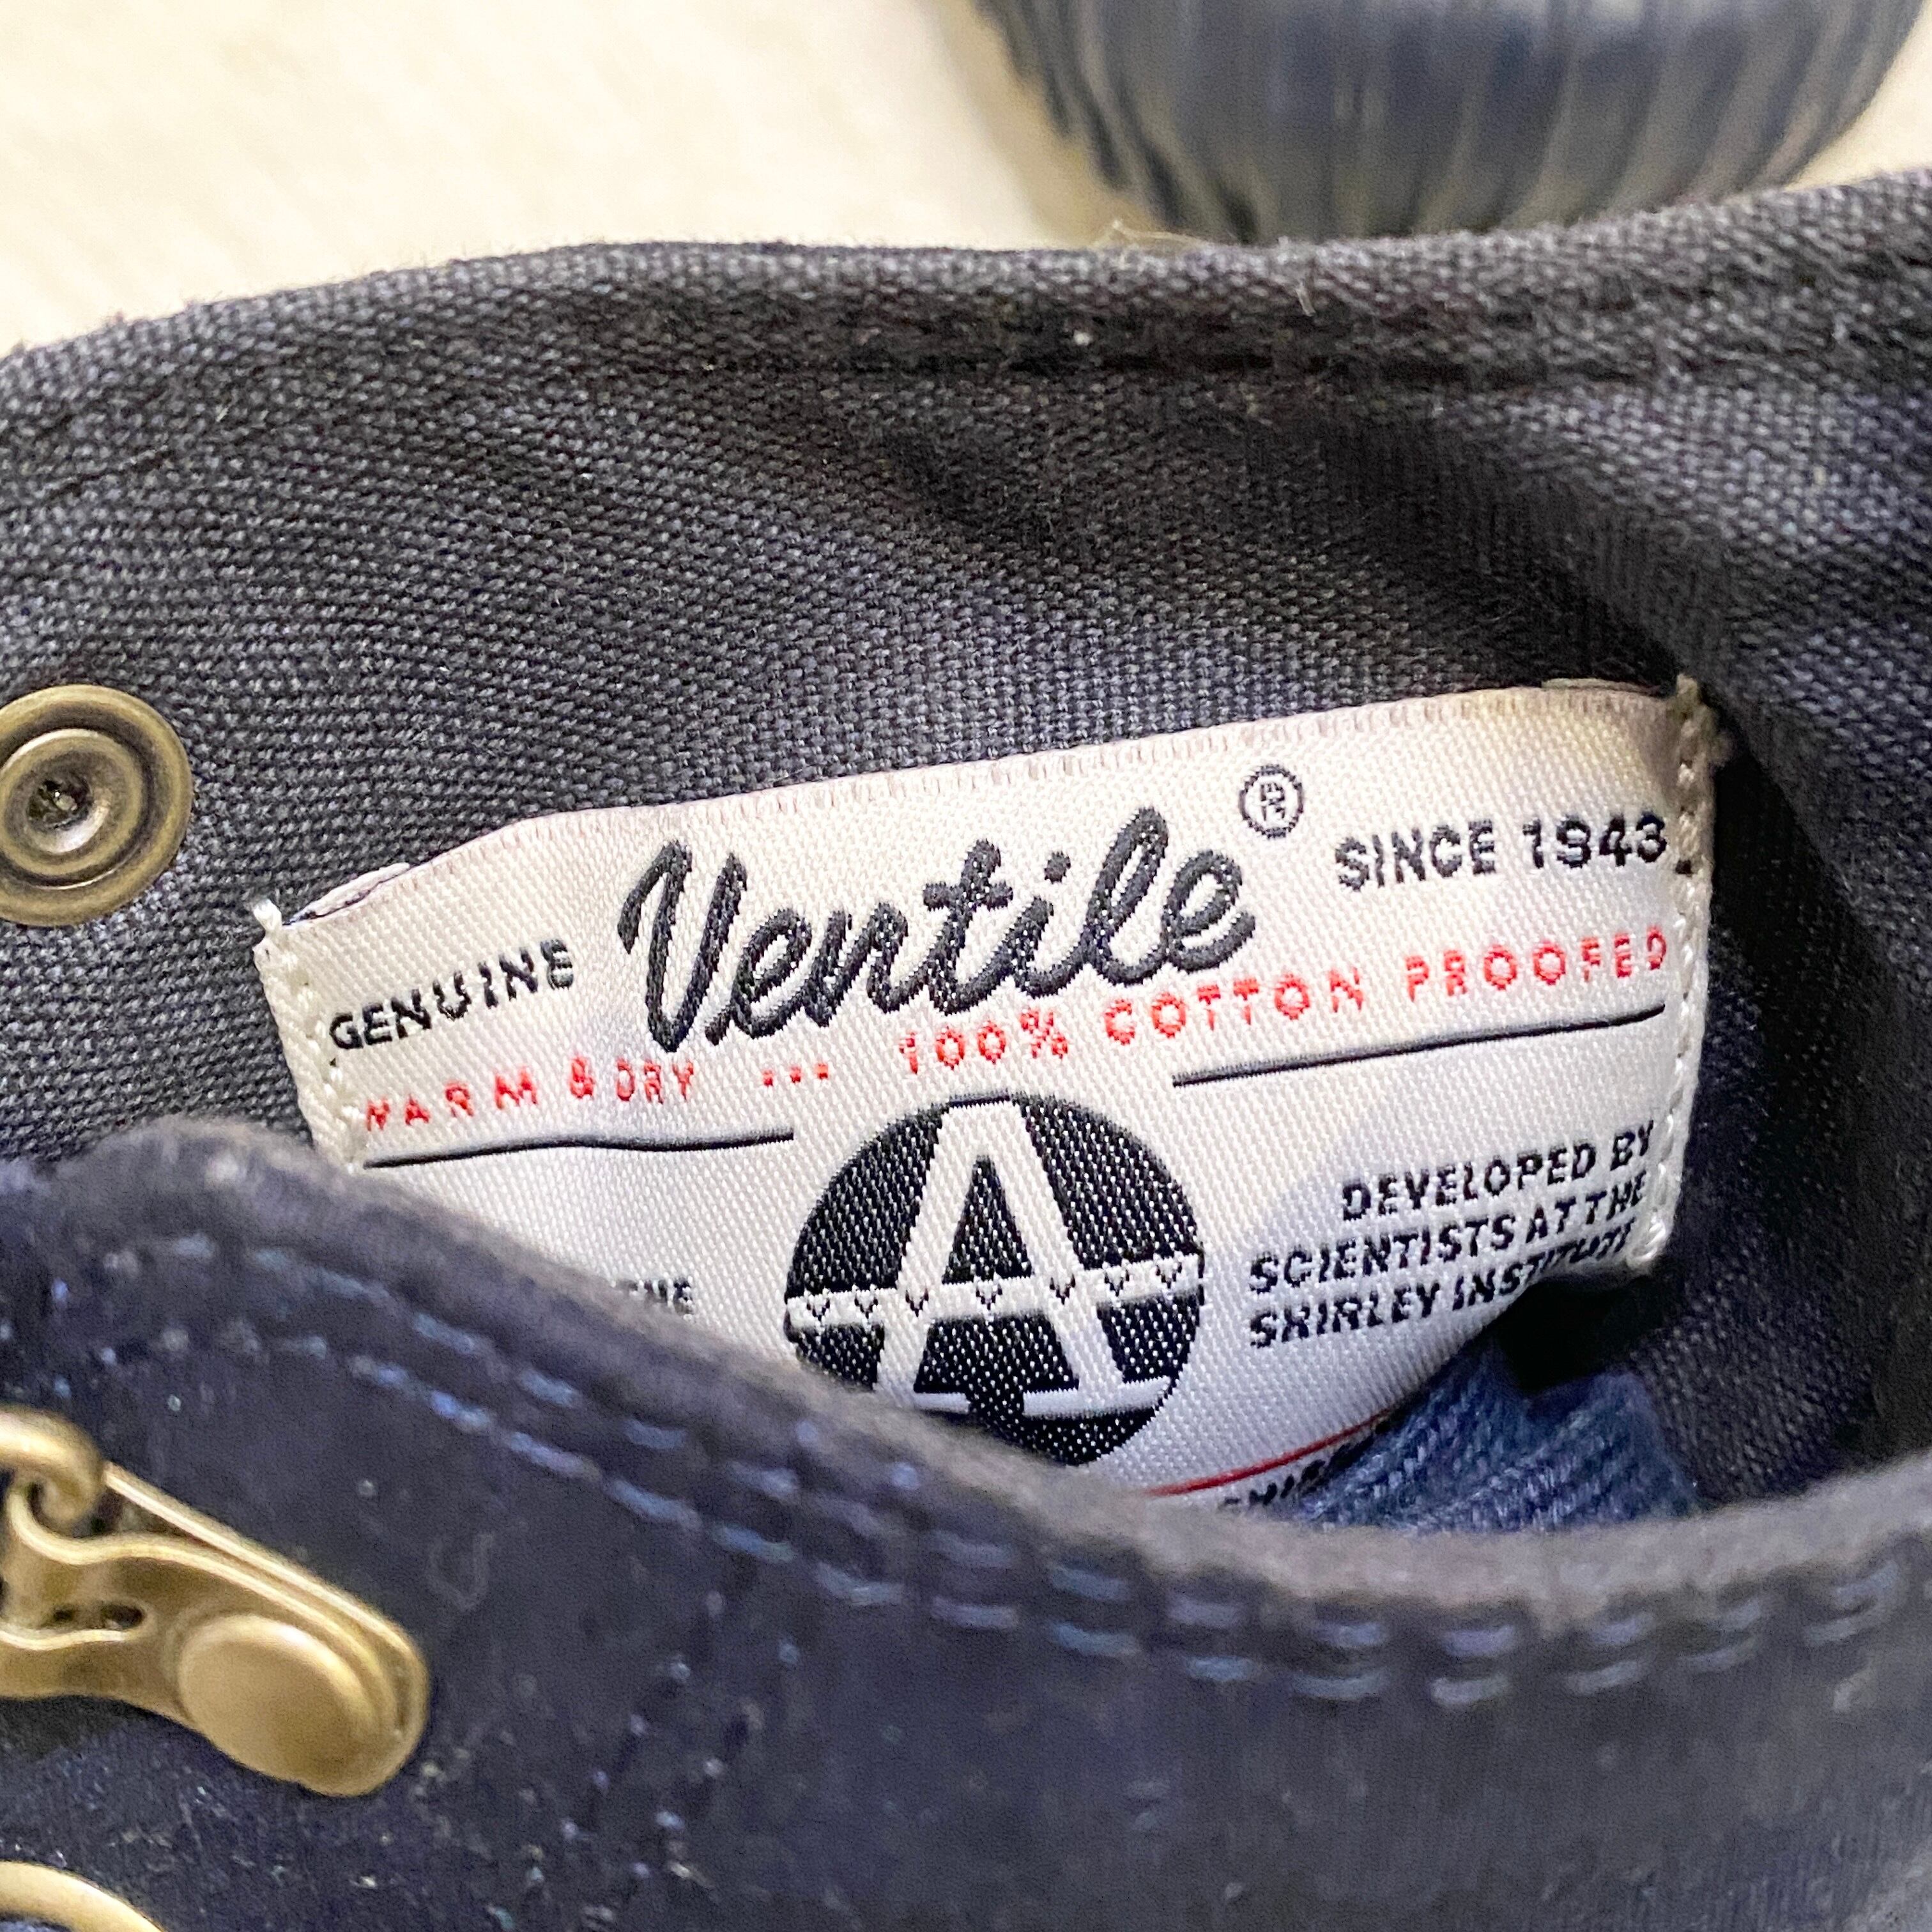 GENUINE Ventile® SINCE 1943
WARM & DRY ... 100% COTTON PROOFED
A
DEVELOPED BY
SCIENTISTS AT THE
SHIRLEY INSTITUTE